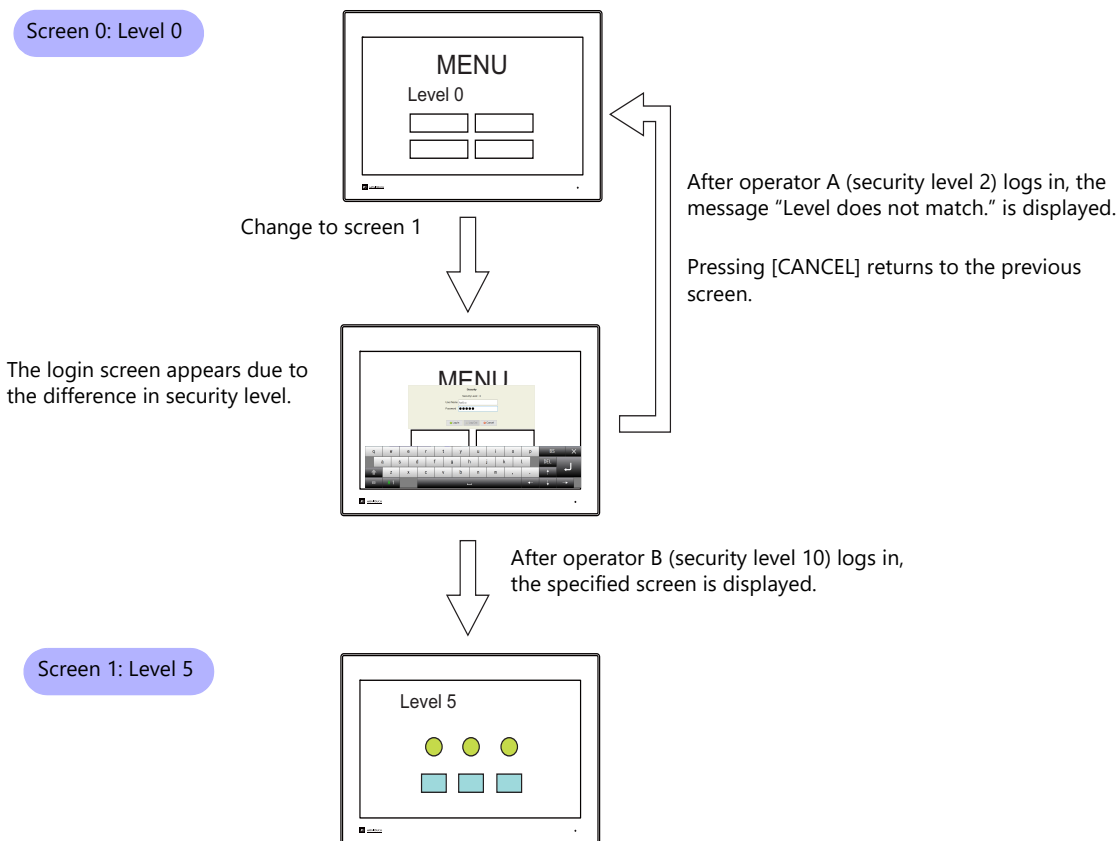 Screen 0: Level 0
MENU
Level 0
After operator A (security level 2) logs in, the
message “Level does not match.” is displayed.
Change to screen 1
Pressing [CANCEL] returns to the previous
screen.
The login screen appears due to
the difference in security level.
MENU
q w e r t y u i o p
a s d f g h j k l DEL
z x c v b n m , .
After operator B (security level 10) logs in,
the specified screen is displayed.
Screen 1: Level 5
Level 5